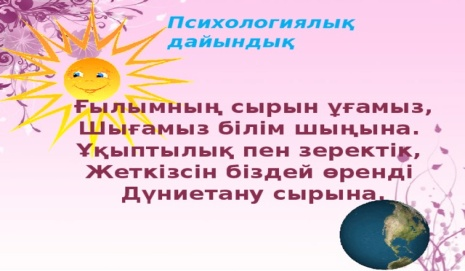 Психологиялық
дайындық
Ғылымның сырын ұғамыз,
Шығамыз білім шыңына.
Ұқыптылық пен зеректік,
Жеткізсін біздей өренді
Дүниетану сырына.